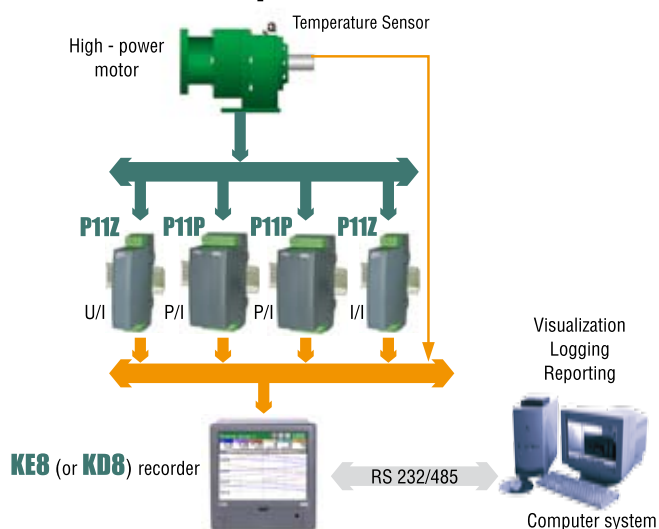 Temperature Sensor
High - power
motor
P11Z
P11P
P11P
P11Z
U/I
P/I
P/I
I/I
Visualization
Logging
Reporting
KE8 (or KD8) recorder
RS 232/485
Computer system